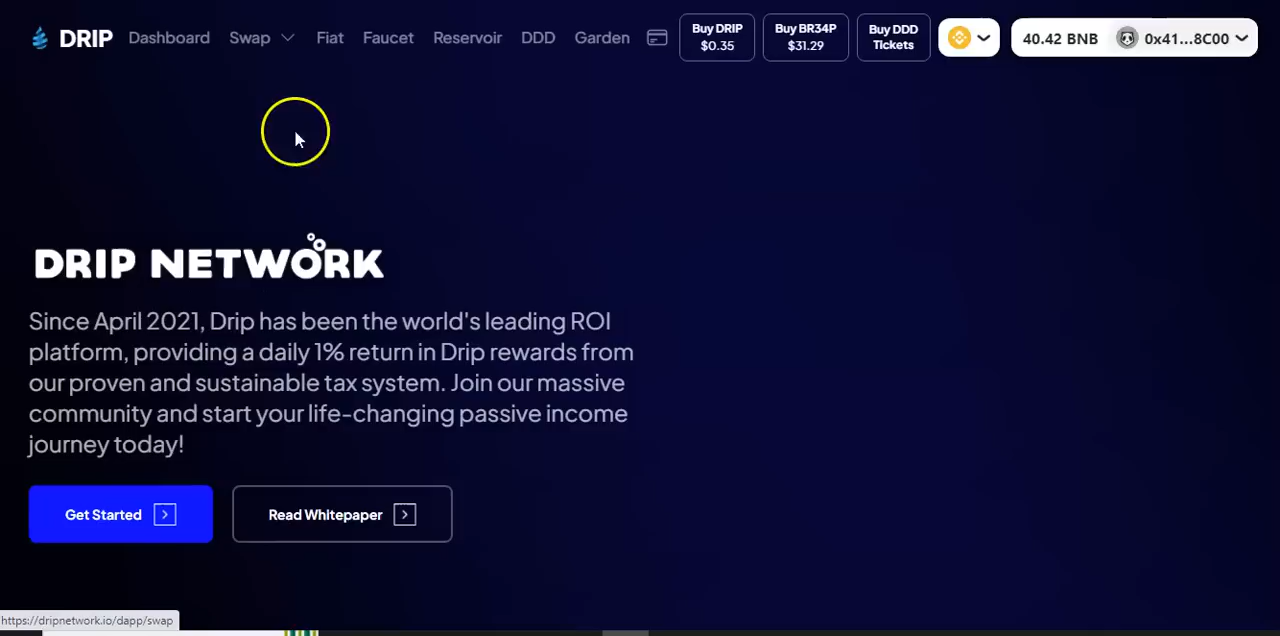 DRIP Dashboard Swap Fiat Faucet Reservoir DDD Garden Buy DRIP Buy BR34P Buy DDD 40.42 BNB 0x41...8C00
$0.35 $31.29 Tickets
DRIP NETWORK
Since April 2021, Drip has been the world's leading ROI
platform, providing a daily 1% return in Drip rewards from
our proven and sustainable tax system. Join our massive
community and start your life-changing passive income
journey today!
Get Started Read Whitepaper
https://dripnetwork.io/dapp/swap